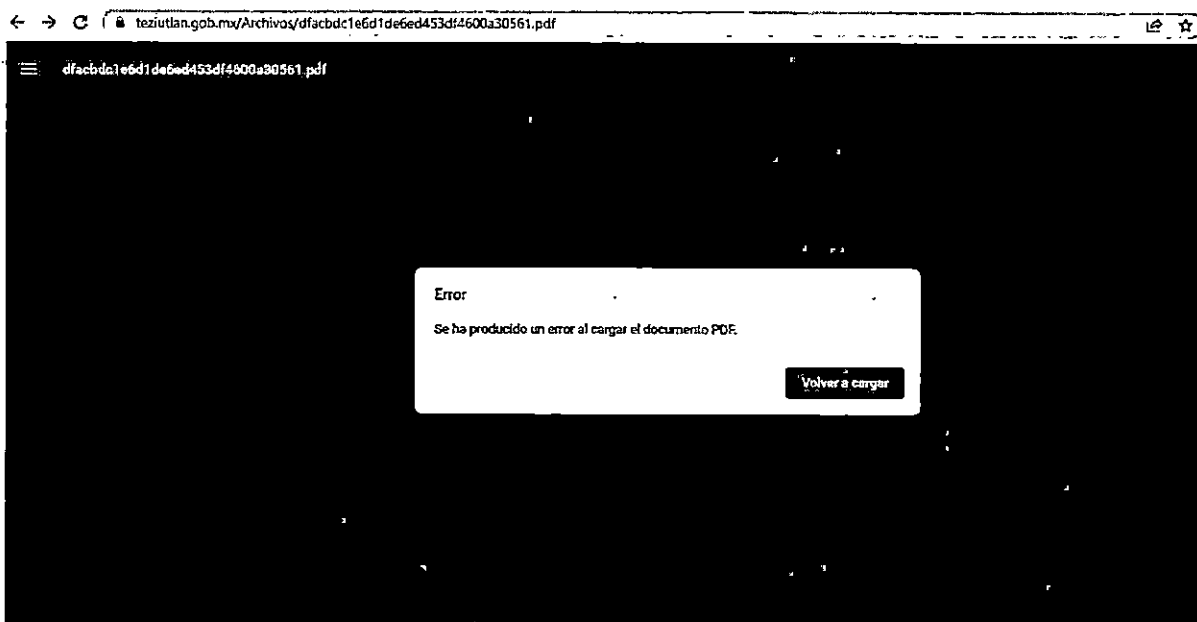 teziutlan.gob.mx/Archivos/dfacbdc1e6d1de6ed453df4600a30561.pdf
dfacbdc1e6d1de6ed453df4600a30561.pdf
Error
Se ha producido un error al cargar el documento PDF.
Volver a cargar